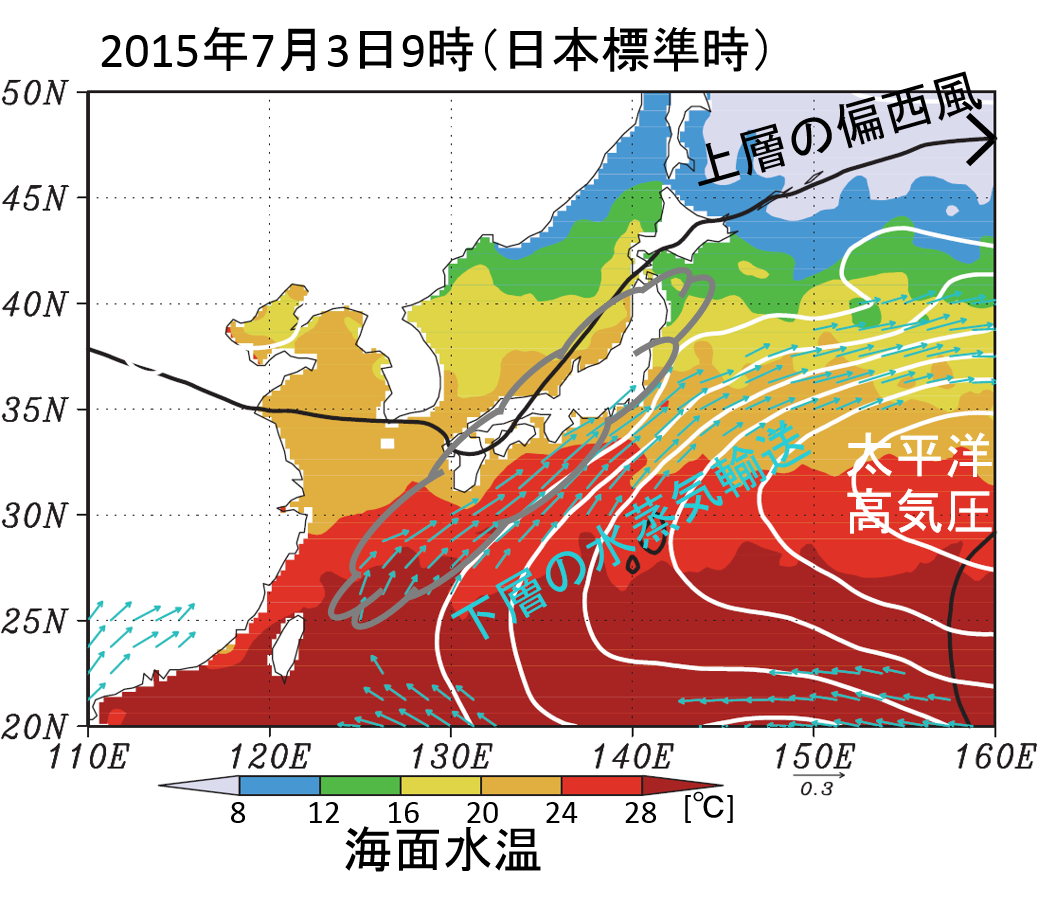 2015年7月3日9時(日本標準時)
50N
45N
40N
35N
30N
25N
20N
上層の偏西風
下層の水蒸気輸送
太平洋
高気圧
110E 120E 130E 140E 150E 160E
0.3
8 12 16 20 24 28 [℃]
海面水温